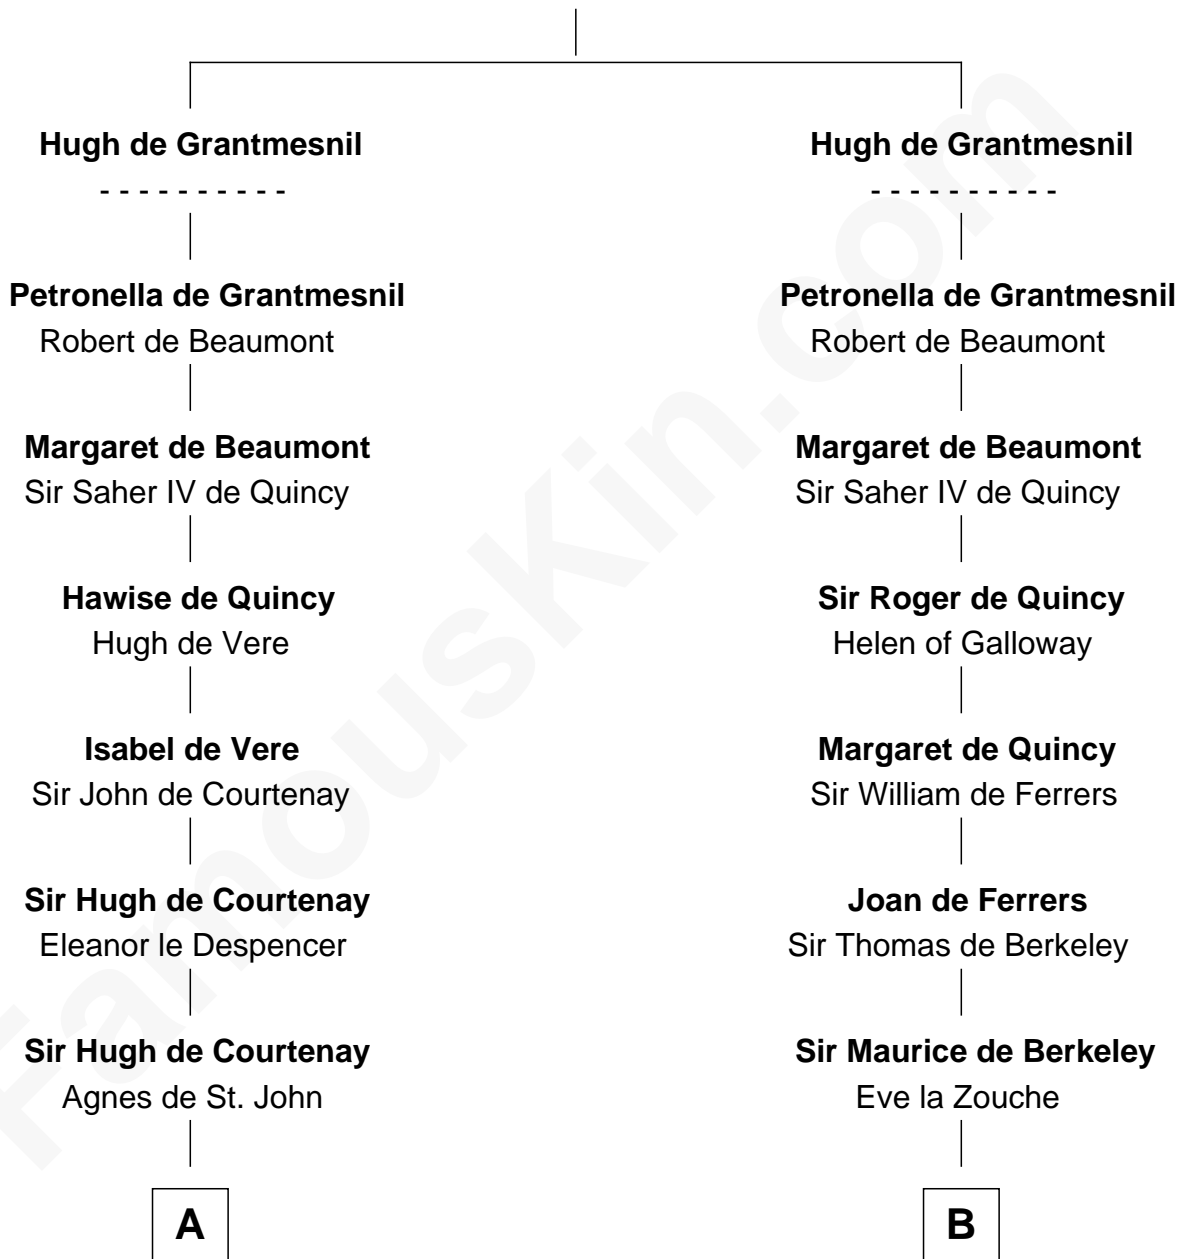 Hugh de Grantmesnil Hugh de Grantmesnil
- - - - - - - - - - - - - - - - - - - -
Petronella de Grantmesnil Petronella de Grantmesnil
Robert de Beaumont Robert de Beaumont
Margaret de Beaumont Margaret de Beaumont
Sir Saher IV de Quincy Sir Saher IV de Quincy
Hawise de Quincy Sir Roger de Quincy
Hugh de Vere Helen of Galloway
Isabel de Vere Margaret de Quincy
Sir John de Courtenay Sir William de Ferrers
Sir Hugh de Courtenay Joan de Ferrers
Eleanor le Despencer Sir Thomas de Berkeley
Sir Hugh de Courtenay Sir Maurice de Berkeley
Agnes de St. John Eve la Zouche
A B
FamousKin.com